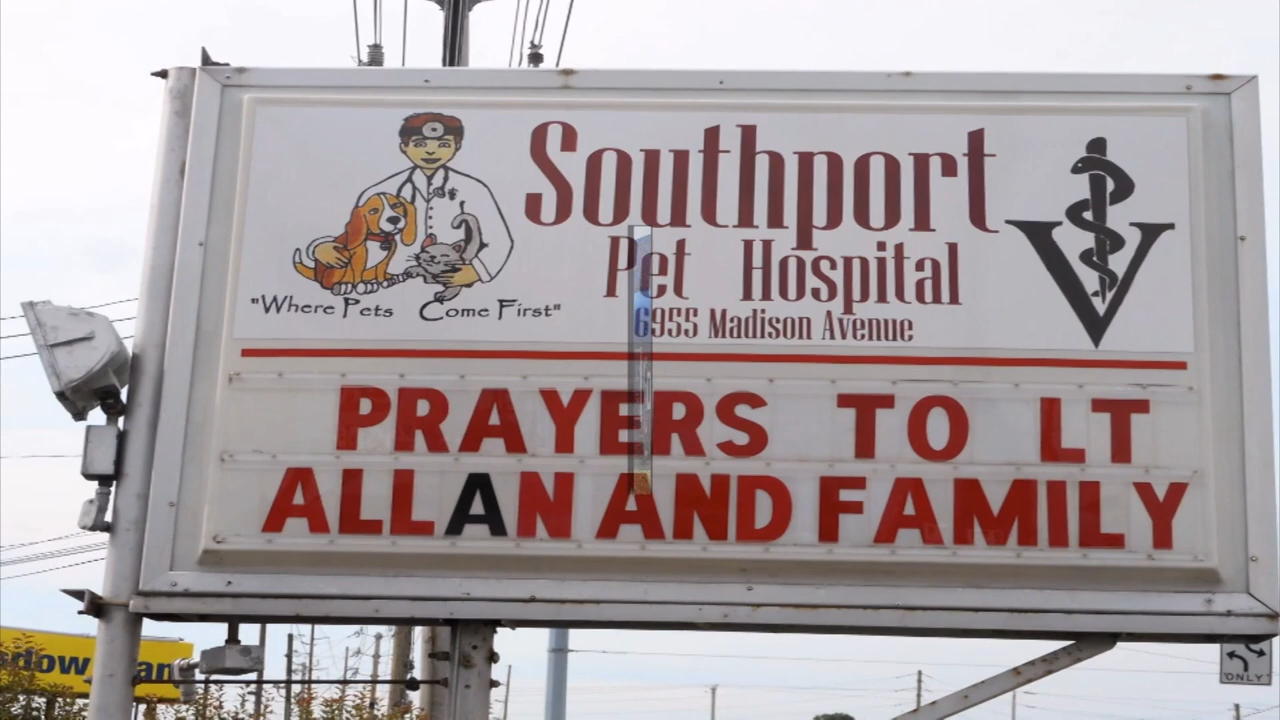 Southport
Pet Hospital
"Where Pets Come First"
6955 Madison Avenue
PRAYERS TO LT
ALLAN AND FAMILY
ONLY